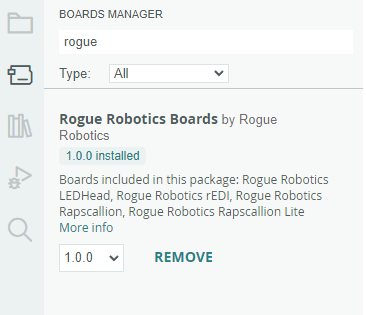 BOARDS MANAGER
rogue
Type: All
Rogue Robotics Boards by Rogue
Robotics
1.0.0 installed
Boards included in this package: Rogue Robotics
LEDHead, Rogue Robotics rEDI, Rogue Robotics
Rapscallion, Rogue Robotics Rapscallion Lite
More info
1.0.0 REMOVE